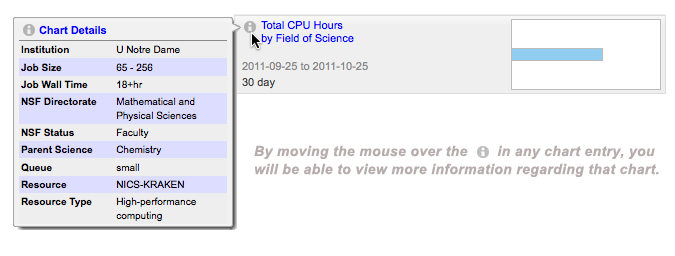 Chart Details
Institution U Notre Dame
Job Size 65 - 256
Job Wall Time 18+hr
NSF Directorate Mathematical and
Physical Sciences
NSF Status Faculty
Parent Science Chemistry
Queue small
Resource NICS-KRAKEN
Resource Type High-performance
computing
Total CPU Hours
by Field of Science
2011-09-25 to 2011-10-25
30 day
By moving the mouse over the i in any chart entry, you
will be able to view more information regarding that chart.